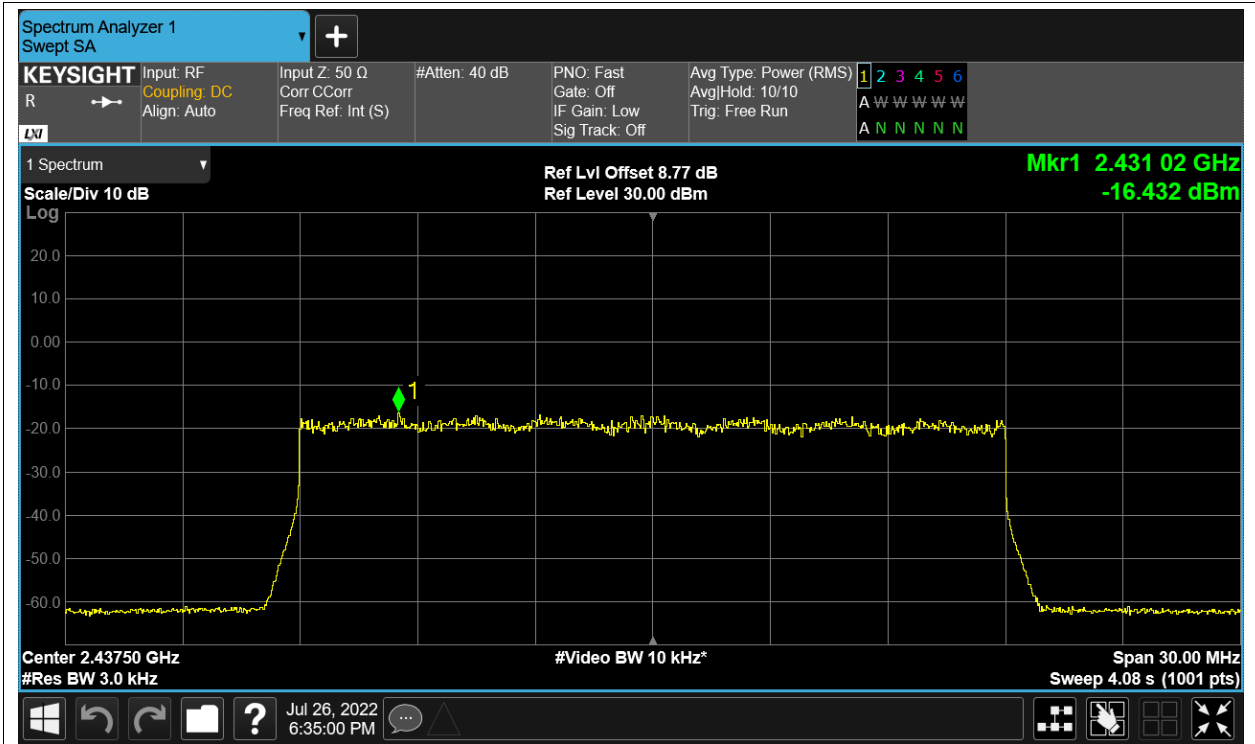 Spectrum Analyzer 1
Swept SA
KEYSIGHT Input: RF Input Z: 50 Ω #Atten: 40 dB PNO: Fast Avg Type: Power (RMS) 1 2 3 4 5 6
R Coupling: DC Corr CCorr Gate: Off Avg|Hold: 10/10 A W W W W W
Align: Auto Freq Ref: Int (S) IF Gain: Low Trig: Free Run
LXI Sig Track: Off A N N N N N
1 Spectrum Ref Lvl Offset 8.77 dB Mkr1 2.431 02 GHz
Scale/Div 10 dB Ref Level 30.00 dBm -16.432 dBm
Log
20.0
10.0
0.00
-10.0
1
-20.0
-30.0
-40.0
-50.0
-60.0
Center 2.43750 GHz #Video BW 10 kHz* Span 30.00 MHz
#Res BW 3.0 kHz Sweep 4.08 s (1001 pts)
? Jul 26, 2022
6:35:00 PM